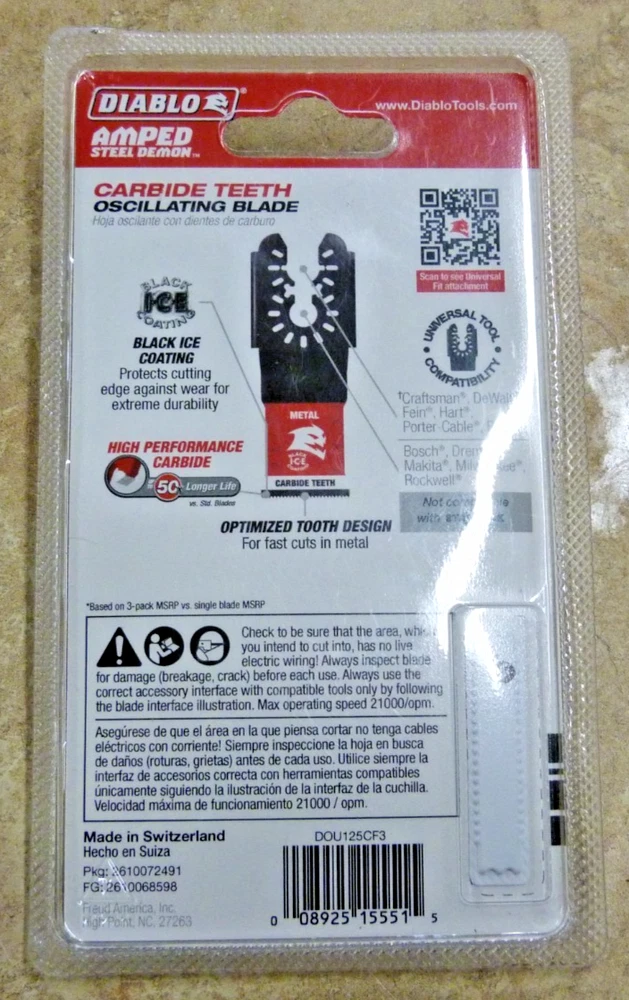 DIABLO®
www.DiabloTools.com
AMPED
STEEL DEMON™
CARBIDE TEETH
OSCILLATING BLADE
Hoja oscilante con dientes de carburo
Scan to see Universal
Fit attachment
BLACK
ICE
COATING
UNIVERSAL TOOL
COMPATIBILITY
BLACK ICE
COATING
Protects cutting
edge against wear for
extreme durability
†Craftsman®, DeWalt
Fein®, Hart®,
Porter-Cable®,
Bosch®,
Makita®,
Rockwell®
Not
with
METAL
BLACK
ICE
COATING
CARBIDE TEETH
HIGH PERFORMANCE
CARBIDE
50 Longer Life
vs. Std. Blades
OPTIMIZED TOOTH DESIGN
For fast cuts in metal
*Based on 3-pack MSRP vs. single blade MSRP
Check to be sure that the area,
you intend to cut into, has no live
electric wiring! Always inspect blade
for damage (breakage, crack) before each use. Always use the
correct accessory interface with compatible tools only by following
the blade interface illustration. Max operating speed 21000/opm.
Asegúrese de que el área en la que piensa cortar no tenga cables
eléctricos con corriente! Siempre inspeccione la hoja en busca
de daños (roturas, grietas) antes de cada uso. Utilice siempre la
interfaz de accesorios correcta con herramientas compatibles
únicamente siguiendo la ilustración de la interfaz de la cuchilla.
Velocidad máxima de funcionamiento 21000 / opm.
Made in Switzerland
Hecho en Suiza
Pkg: 2610072491
FG: 2610068598
Freud America, Inc.
High Point, NC, 27263
DOU125CF3
0 08925 15551 5